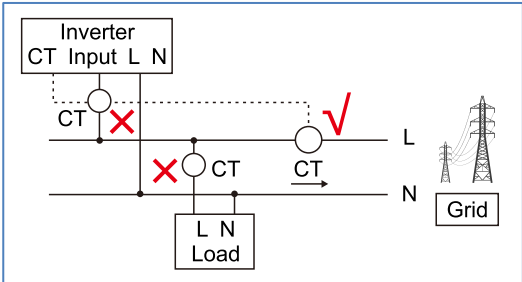 Inverter
CT Input L N
CT
L
CT
CT
N
L N
Load
Grid